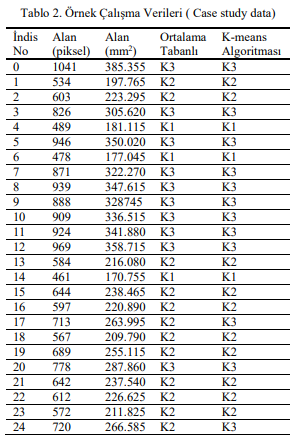 Tablo 2. Örnek Çalışma Verileri ( Case study data)
İndis No Alan (piksel) Alan (mm²) Ortalama Tabanlı K-means Algoritması
0 1041 385.355 K3 K3
1 534 197.765 K2 K2
2 603 223.295 K2 K2
3 826 305.620 K3 K3
4 489 181.115 K1 K1
5 946 350.020 K3 K3
6 478 177.045 K1 K1
7 871 322.270 K3 K3
8 939 347.615 K3 K3
9 888 328745 K3 K3
10 909 336.515 K3 K3
11 924 341.880 K3 K3
12 969 358.715 K3 K3
13 584 216.080 K2 K2
14 461 170.755 K1 K1
15 644 238.465 K2 K2
16 597 220.890 K2 K2
17 713 263.995 K2 K3
18 567 209.790 K2 K2
19 689 255.115 K2 K2
20 778 287.860 K3 K3
21 642 237.540 K2 K2
22 612 226.625 K2 K2
23 572 211.825 K2 K2
24 720 266.585 K2 K3